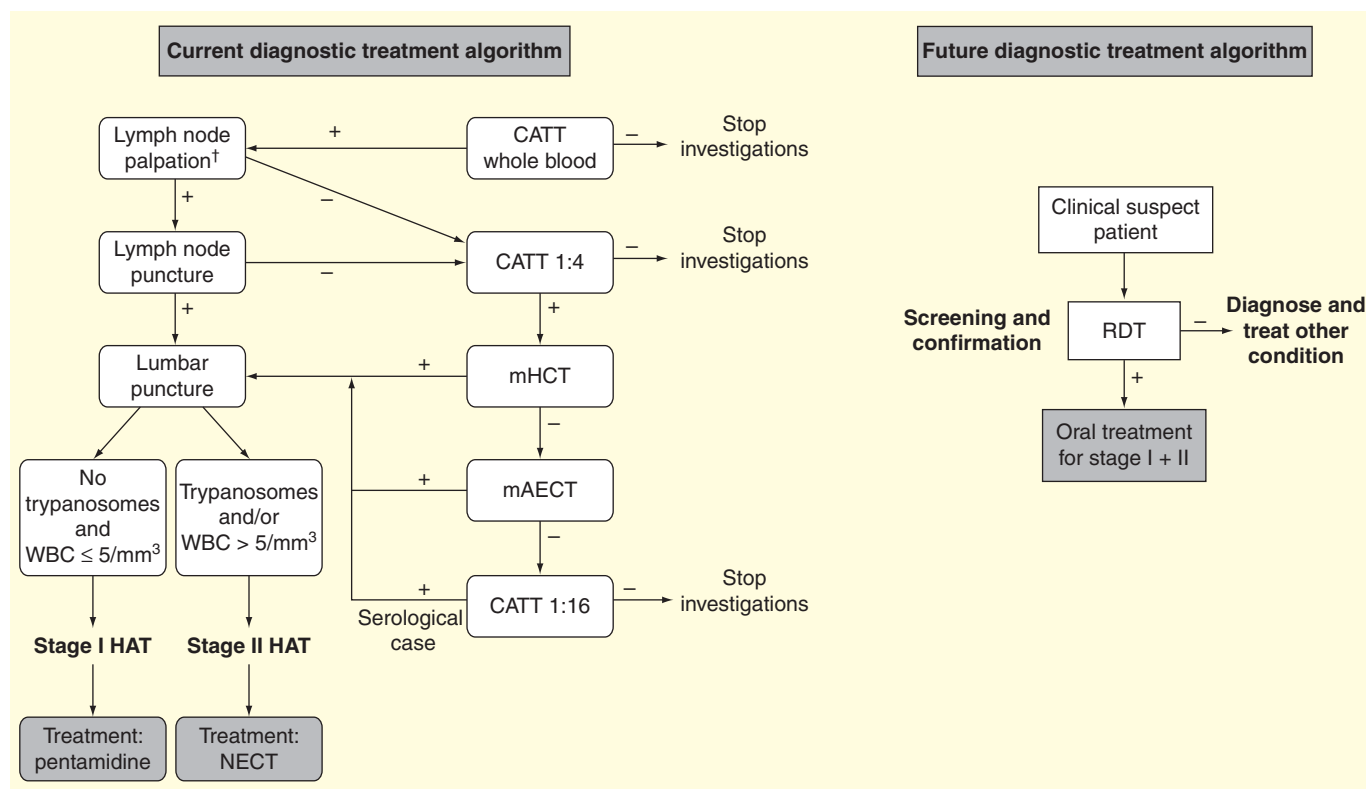 Current diagnostic treatment algorithm
Future diagnostic treatment algorithm
Lymph node
palpation†
+
CATT
whole blood
–
Stop
investigations
+
–
Lymph node
puncture
–
CATT 1:4
–
Stop
investigations
+
+
Lumbar
puncture
+
mHCT
–
No
trypanosomes
and
WBC ≤ 5/mm³
Trypanosomes
and/or
WBC > 5/mm³
+
mAECT
–
+
Serological
case
CATT 1:16
–
Stop
investigations
Stage I HAT
Stage II HAT
Treatment:
pentamidine
Treatment:
NECT
Clinical suspect
patient
Screening and
confirmation
RDT
–
Diagnose and
treat other
condition
+
Oral treatment
for stage I + II